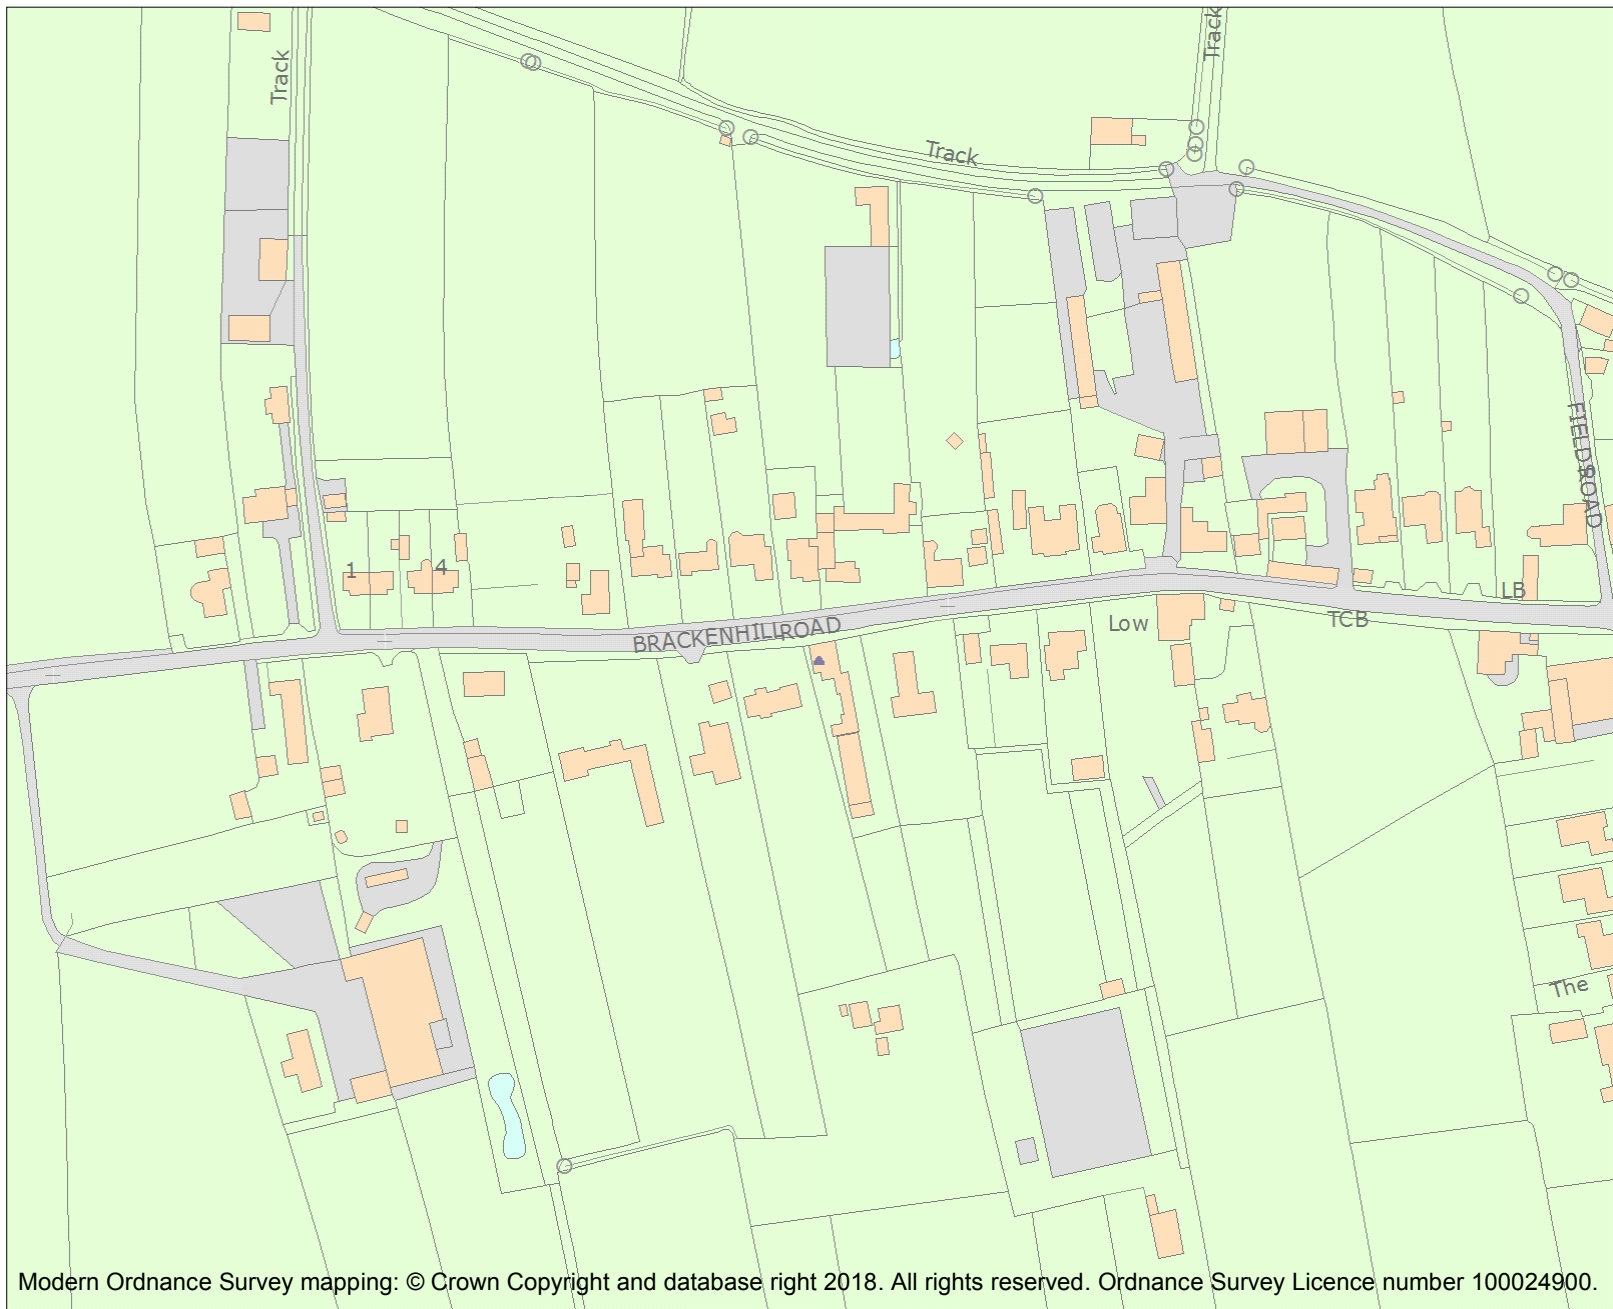 Track
Track
Track
FIELD ROAD
1
4
BRACKENHILL ROAD
Low
TCB
LB
The
Modern Ordnance Survey mapping: © Crown Copyright and database right 2018. All rights reserved. Ordnance Survey Licence number 100024900.